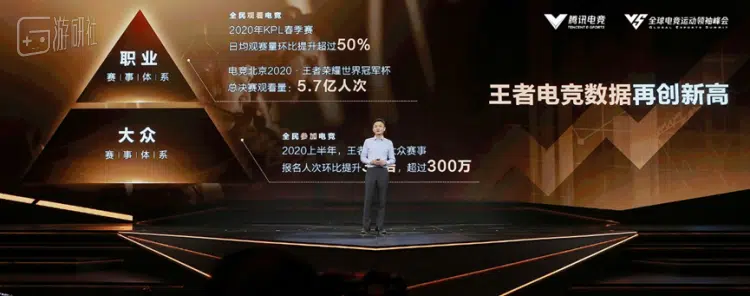 游研社
职业
赛事体系
大众
赛事体系
全民观看电竞
2020年KPL春季赛
日均观赛量环比提升超过50%
电竞北京2020·王者荣耀世界冠军杯
总决赛观看量：5.7亿人次
全民参加电竞
2020上半年，王者 大众赛事
报名人次环比提升 超过300万
腾讯电竞
TENCENT E-SPORTS
全球电竞运动领袖峰会
GLOBAL ESPORTS SUMMIT
王者电竞数据再创新高